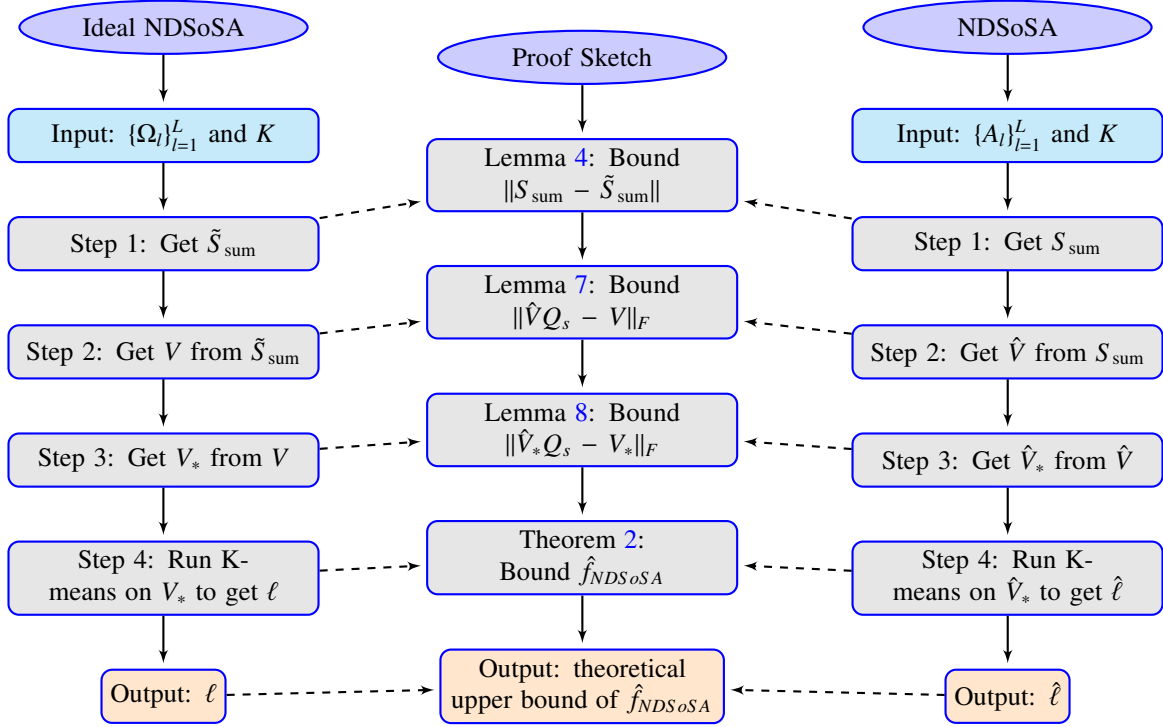 Ideal NDSoSA
Input: {Ω_l}_{l=1}^L and K
Step 1: Get S̃_sum
Step 2: Get V from S̃_sum
Step 3: Get V_* from V
Step 4: Run K-
means on V_* to get ℓ
Output: ℓ
Proof Sketch
Lemma 4: Bound
||S_sum − S̃_sum||
Lemma 7: Bound
||V̂Q_s − V||_F
Lemma 8: Bound
||V̂_*Q_s − V_*||_F
Theorem 2:
Bound f̂_NDSoSA
Output: theoretical
upper bound of f̂_NDSoSA
NDSoSA
Input: {A_l}_{l=1}^L and K
Step 1: Get S_sum
Step 2: Get V̂ from S_sum
Step 3: Get V̂_* from V̂
Step 4: Run K-
means on V̂_* to get ℓ̂
Output: ℓ̂